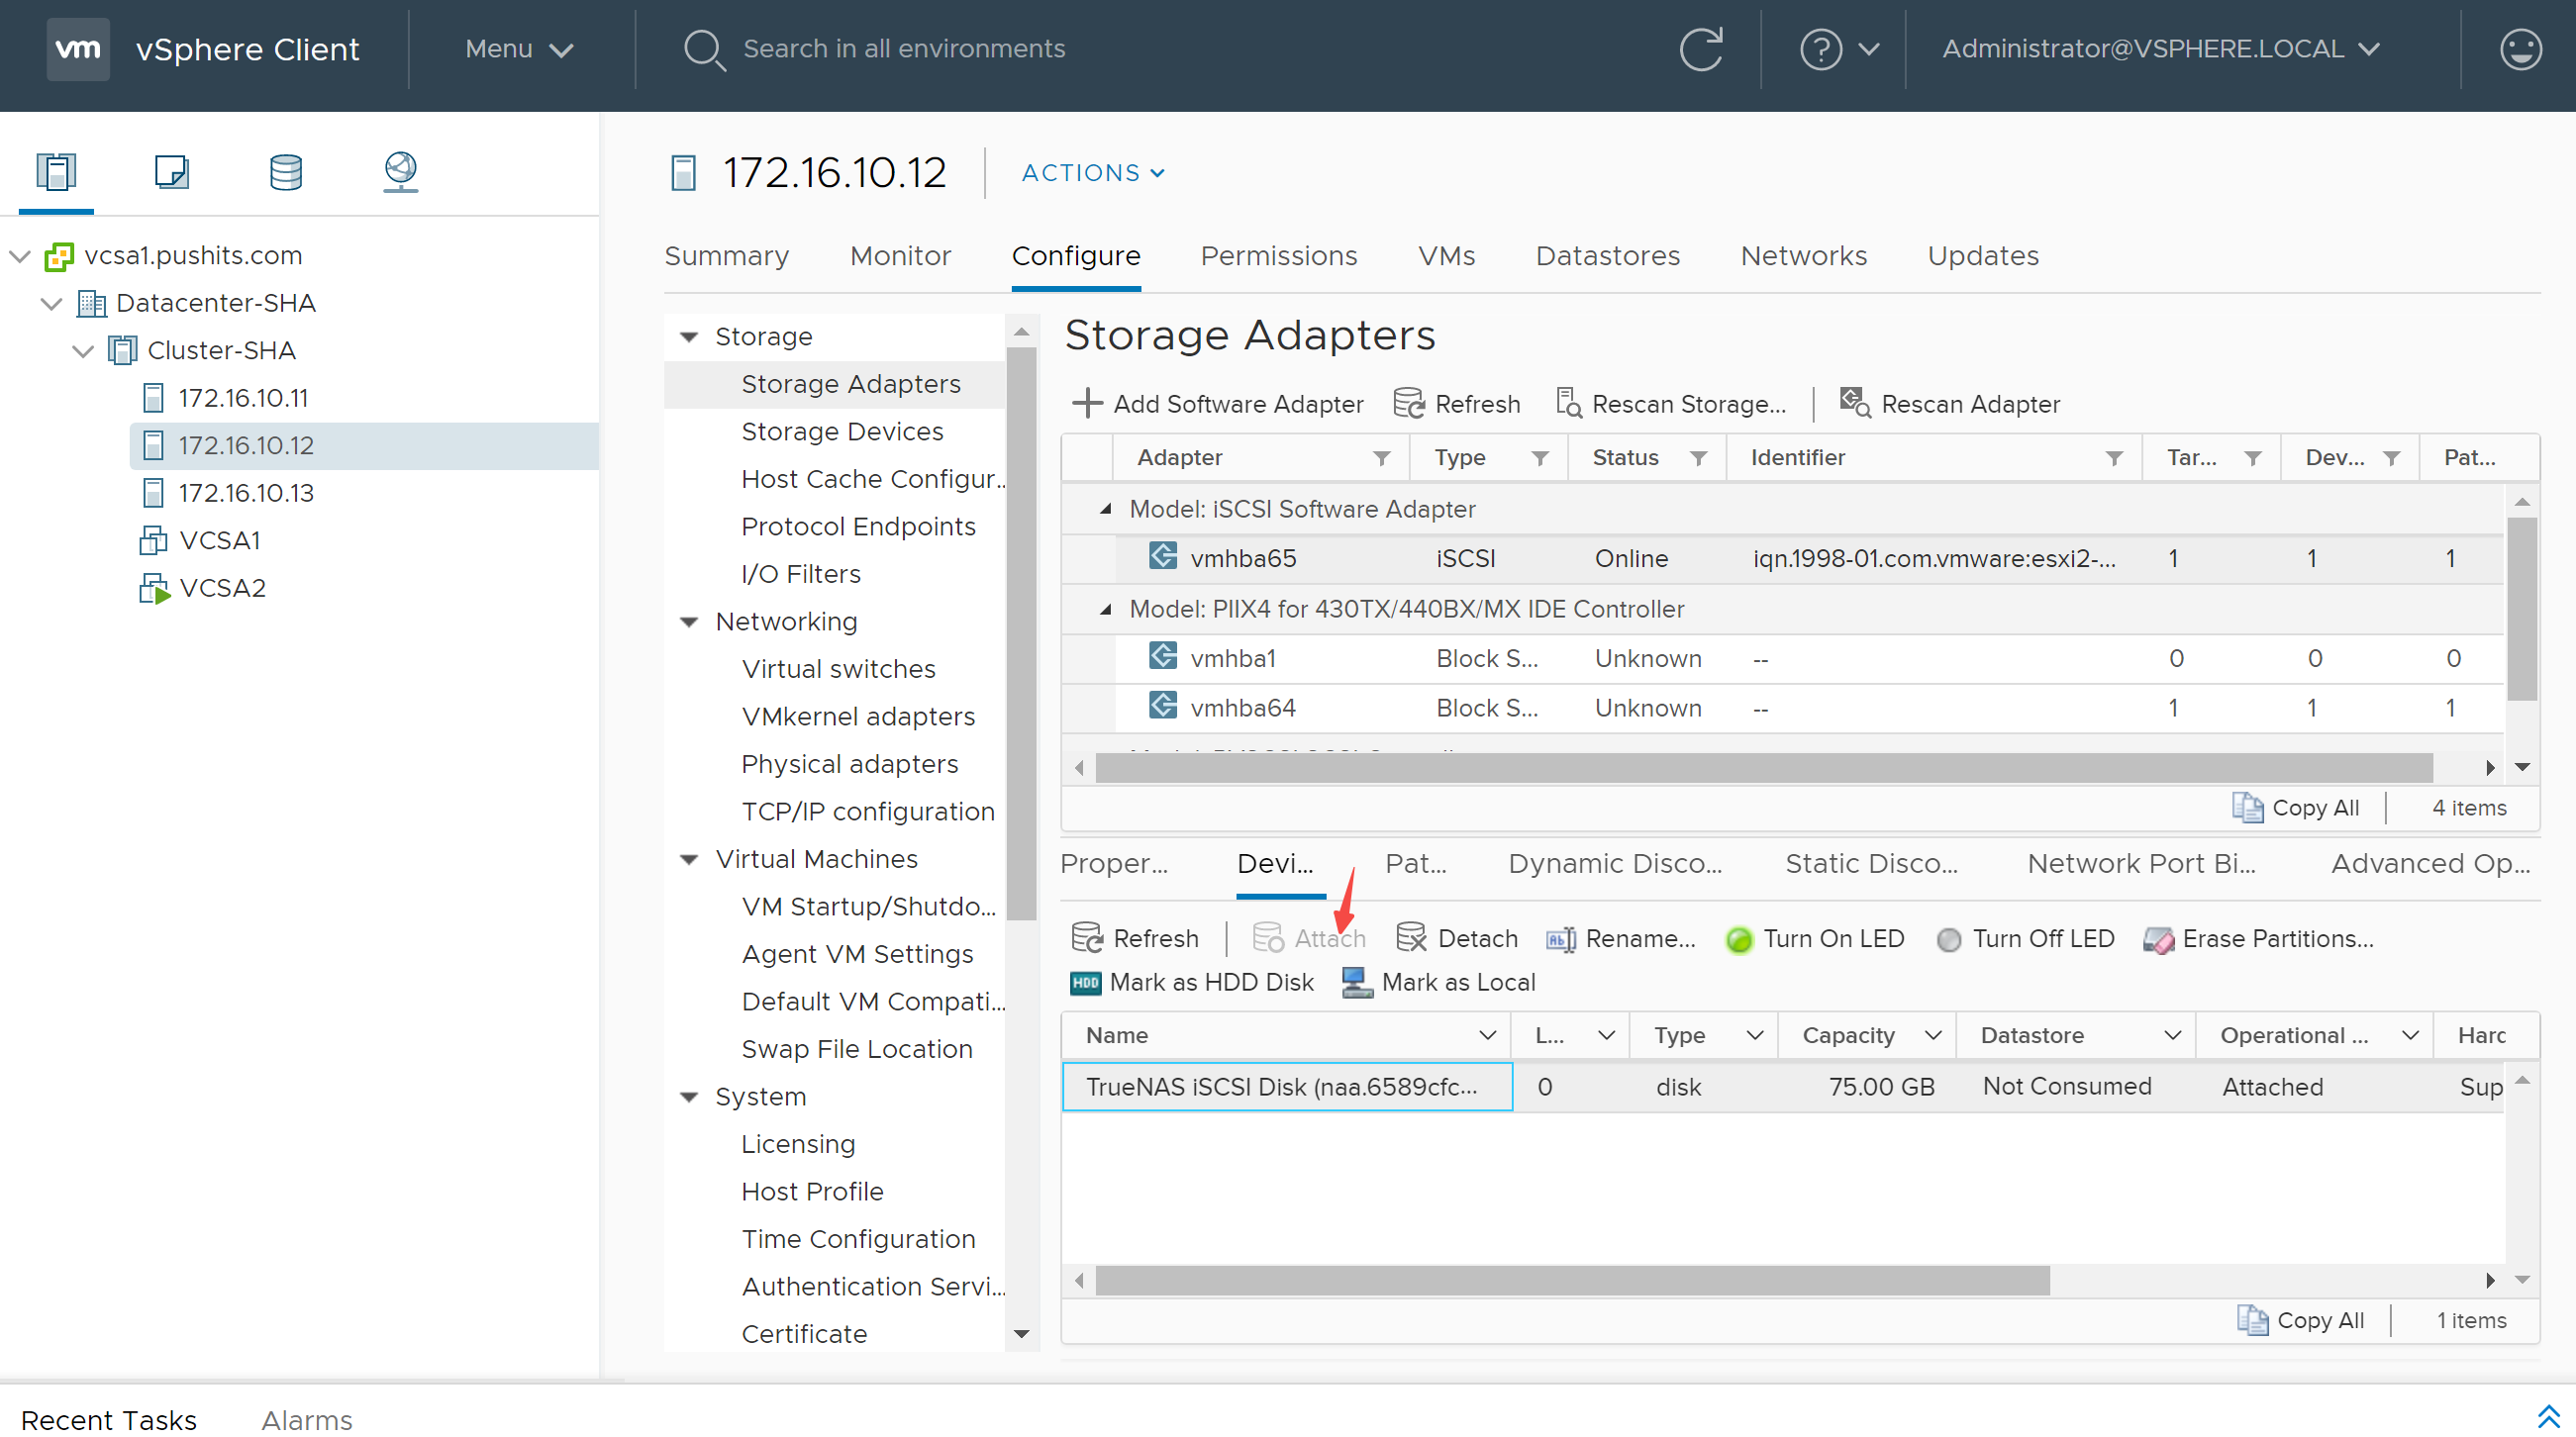 vm vSphere Client Menu Search in all environments Administrator@VSPHERE.LOCAL
vcsa1.pushits.com
Datacenter-SHA
Cluster-SHA
172.16.10.11
172.16.10.12
172.16.10.13
VCSA1
VCSA2
172.16.10.12 ACTIONS
Summary Monitor Configure Permissions VMs Datastores Networks Updates
Storage
Storage Adapters
Storage Devices
Host Cache Configur...
Protocol Endpoints
I/O Filters
Networking
Virtual switches
VMkernel adapters
Physical adapters
TCP/IP configuration
Virtual Machines
VM Startup/Shutdo...
Agent VM Settings
Default VM Compati...
Swap File Location
System
Licensing
Host Profile
Time Configuration
Authentication Servi...
Certificate
Storage Adapters
Add Software Adapter Refresh Rescan Storage... Rescan Adapter
Adapter Type Status Identifier Tar... Dev... Pat...
Model: iSCSI Software Adapter
vmhba65 iSCSI Online iqn.1998-01.com.vmware:esxi2-... 1 1 1
Model: PIIX4 for 430TX/440BX/MX IDE Controller
vmhba1 Block S... Unknown -- 0 0 0
vmhba64 Block S... Unknown -- 1 1 1
Copy All 4 items
Proper... Devi... Pat... Dynamic Disco... Static Disco... Network Port Bi... Advanced Op...
Refresh Attach Detach Rename... Turn On LED Turn Off LED Erase Partitions...
HDD Mark as HDD Disk Mark as Local
Name L... Type Capacity Datastore Operational ... Hard
TrueNAS iSCSI Disk (naa.6589cfc... 0 disk 75.00 GB Not Consumed Attached Sup
Copy All 1 items
Recent Tasks Alarms